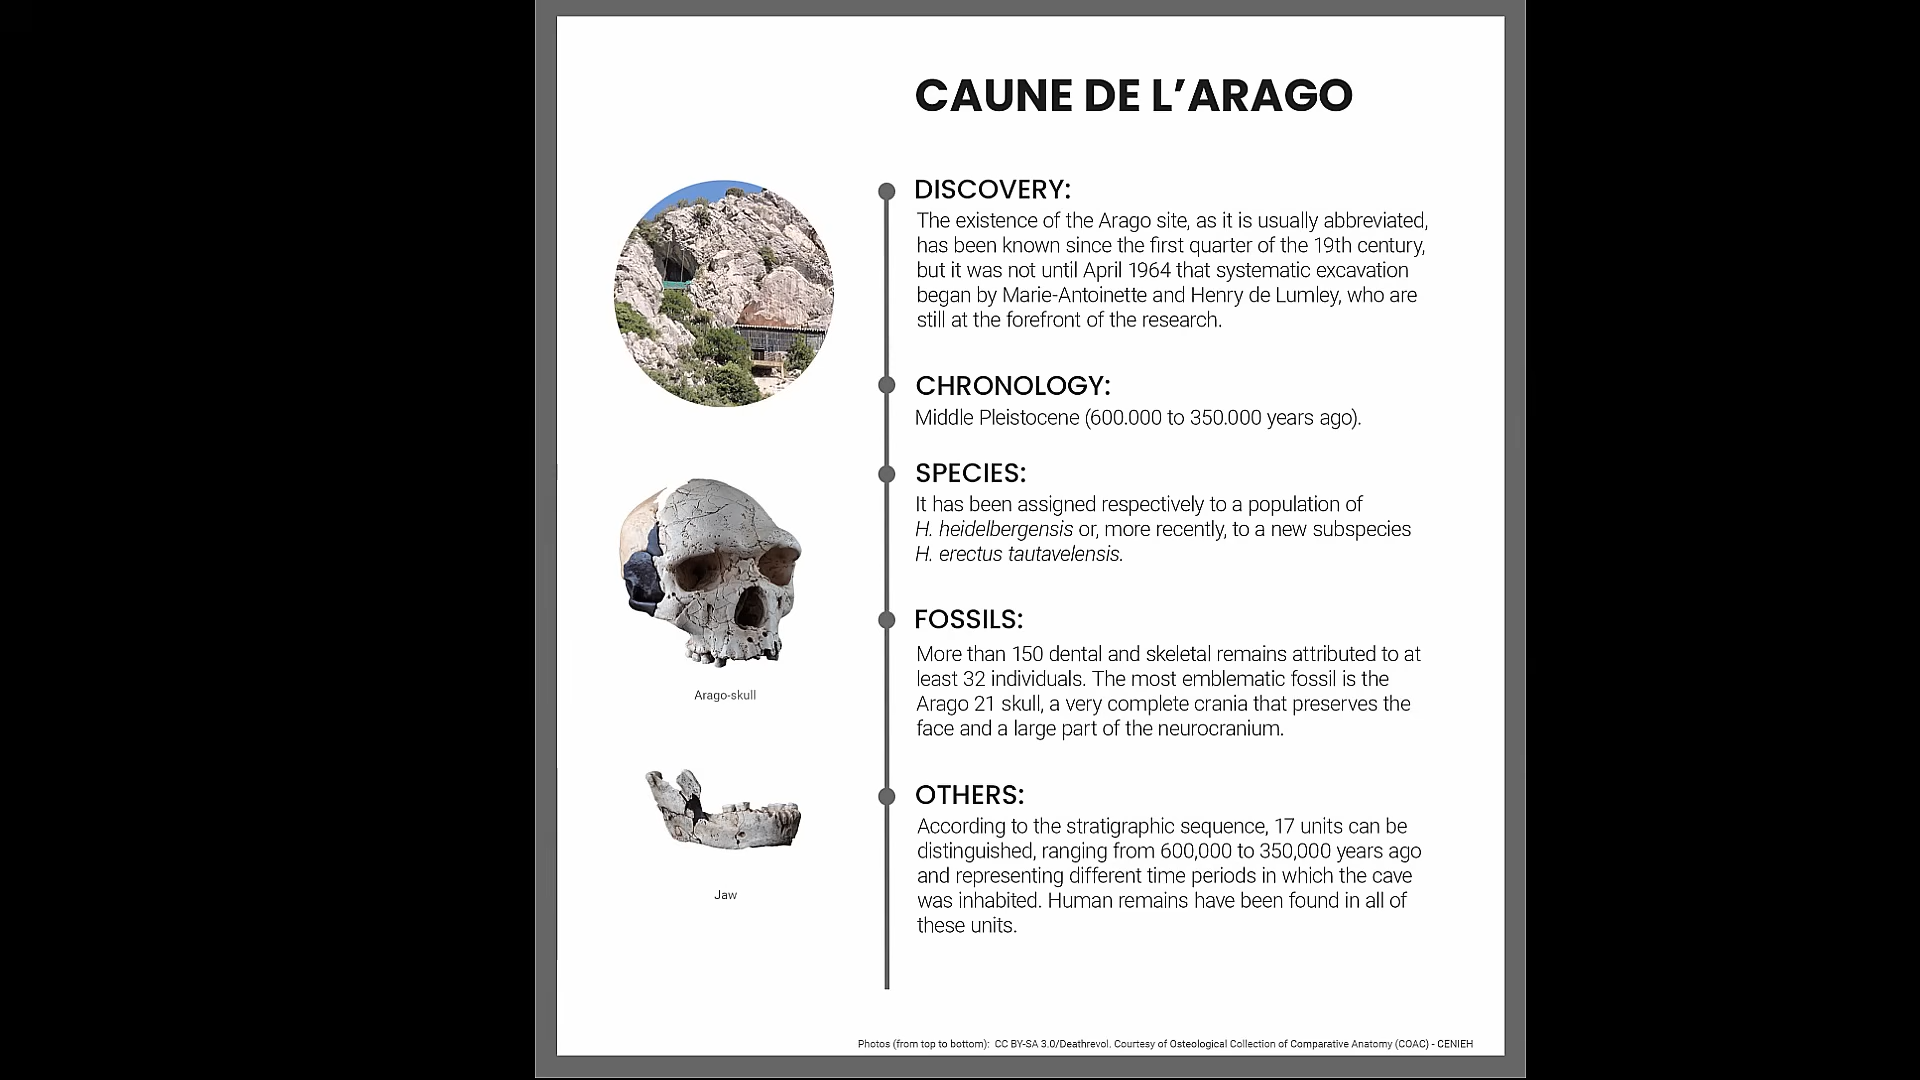 CAUNE DE L’ARAGO
DISCOVERY:
The existence of the Arago site, as it is usually abbreviated,
has been known since the first quarter of the 19th century,
but it was not until April 1964 that systematic excavation
began by Marie-Antoinette and Henry de Lumley, who are
still at the forefront of the research.
CHRONOLOGY:
Middle Pleistocene (600.000 to 350.000 years ago).
SPECIES:
It has been assigned respectively to a population of
H. heidelbergensis or, more recently, to a new subspecies
H. erectus tautavelensis.
Arago-skull
FOSSILS:
More than 150 dental and skeletal remains attributed to at
least 32 individuals. The most emblematic fossil is the
Arago 21 skull, a very complete crania that preserves the
face and a large part of the neurocranium.
Jaw
OTHERS:
According to the stratigraphic sequence, 17 units can be
distinguished, ranging from 600,000 to 350,000 years ago
and representing different time periods in which the cave
was inhabited. Human remains have been found in all of
these units.
Photos (from top to bottom): CC BY-SA 3.0/Deathrevol. Courtesy of Osteological Collection of Comparative Anatomy (COAC) - CENIEH